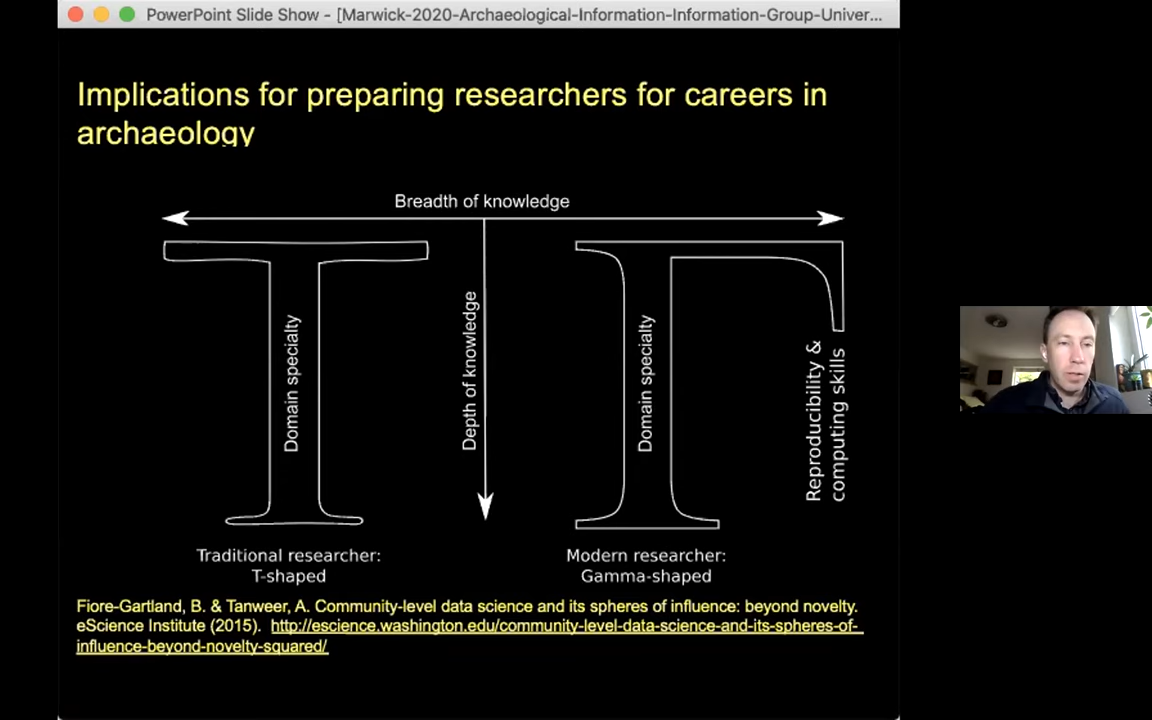 PowerPoint Slide Show - [Marwick-2020-Archaeological-Information-Information-Group-Univer...
Implications for preparing researchers for careers in
archaeology
Breadth of knowledge
Domain specialty
Depth of knowledge
Domain specialty
Reproducibility &
computing skills
Traditional researcher:
T-shaped
Modern researcher:
Gamma-shaped
Fiore-Gartland, B. & Tanweer, A. Community-level data science and its spheres of influence: beyond novelty.
eScience Institute (2015). http://escience.washington.edu/community-level-data-science-and-its-spheres-of-
influence-beyond-novelty-squared/